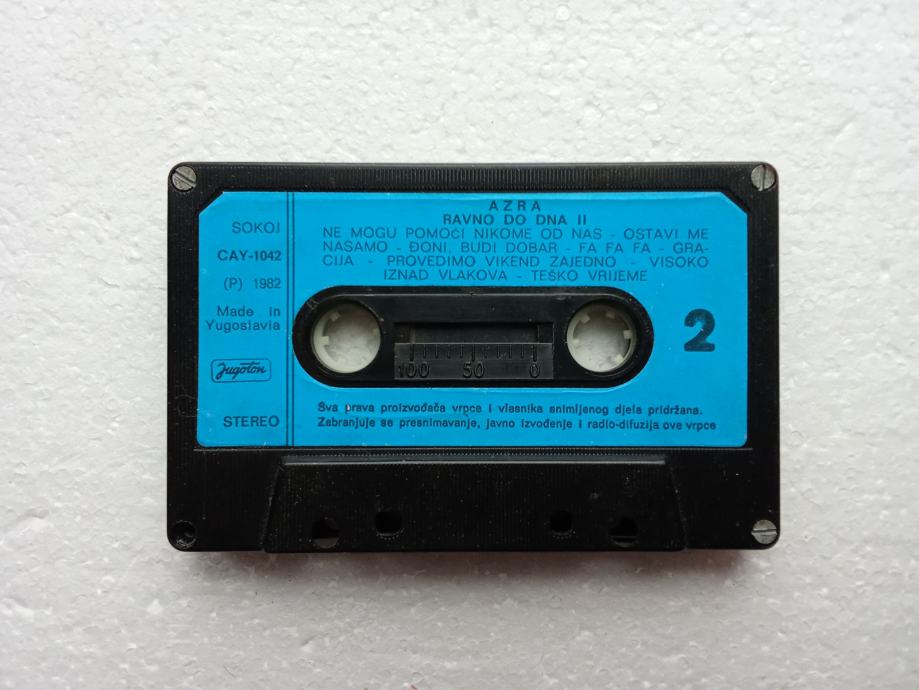 SOKOJ
CAY-1042
(P) 1982
Made in
Yugoslavia
Jugoton
STEREO
AZRA
RAVNO DO DNA II
NE MOGU POMOĆI NIKOME OD NAS - OSTAVI ME
NASAMO - ĐONI, BUDI DOBAR - FA FA FA - GRA-
CIJA - PROVEDIMO VIKEND ZAJEDNO - VISOKO
IZNAD VLAKOVA - TEŠKO VRIJEME
2
100 50 0
Sva prava proizvođača vrpce i vlasnika snimljenog djela pridržana.
Zabranjuje se presnimavanje, javno izvođenje i radio-difuzija ove vrpce